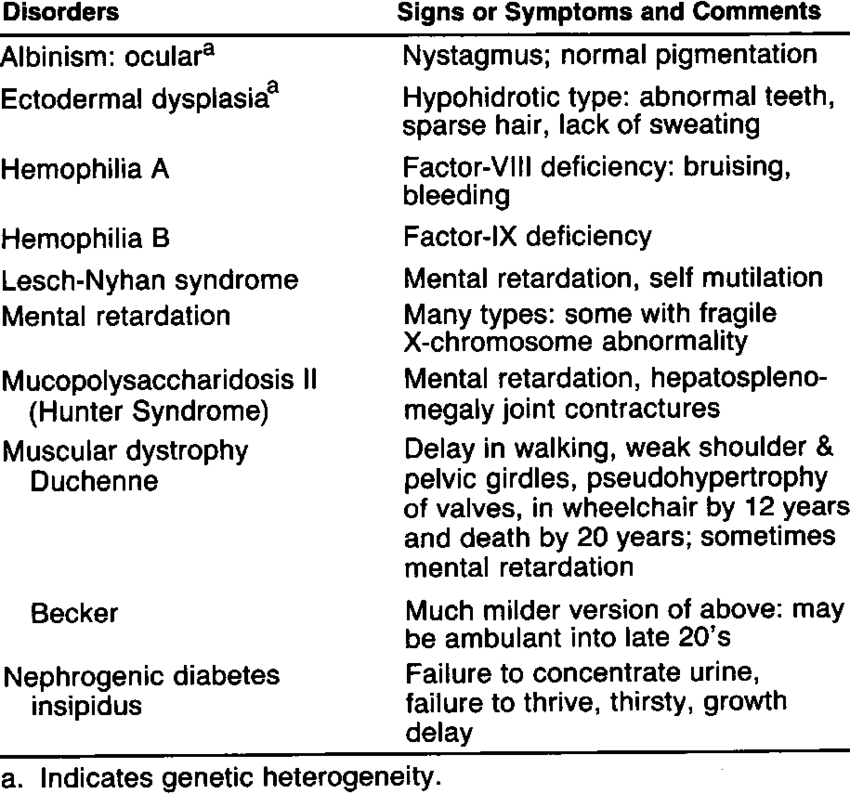 Disorders Signs or Symptoms and Comments
Albinism: ocularª Nystagmus; normal pigmentation
Ectodermal dysplasiaª Hypohidrotic type: abnormal teeth,
sparse hair, lack of sweating
Hemophilia A Factor-VIII deficiency: bruising,
bleeding
Hemophilia B Factor-IX deficiency
Lesch-Nyhan syndrome Mental retardation, self mutilation
Mental retardation Many types: some with fragile
X-chromosome abnormality
Mucopolysaccharidosis II Mental retardation, hepatospleno-
(Hunter Syndrome) megaly joint contractures
Muscular dystrophy Delay in walking, weak shoulder &
Duchenne pelvic girdles, pseudohypertrophy
of valves, in wheelchair by 12 years
and death by 20 years; sometimes
mental retardation
Becker Much milder version of above: may
be ambulant into late 20's
Nephrogenic diabetes Failure to concentrate urine,
insipidus failure to thrive, thirsty, growth
delay
a. Indicates genetic heterogeneity.